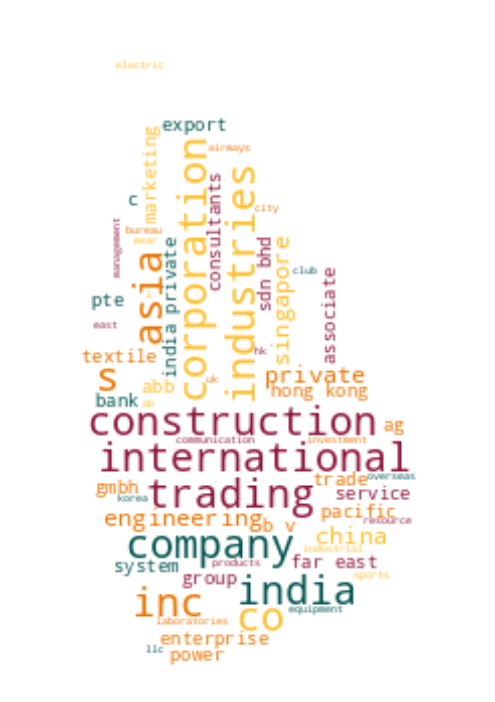 electric
export
marketing
airways
corporation
industries
consultants
c
city
management
bureau
wear
india private
sdn bhd
singapore
asia
club
associate
pte
east
hk
textile
s
uk
private
abb
hong kong
bank
ab
construction
ag
communication
investment
international
trade
overseas
gmbh
trading
service
korea
pacific
engineering
b v
resource
china
company
industrial
system
products
far east
group
sports
india
inc
co
equipment
laboratories
enterprise
llc
power